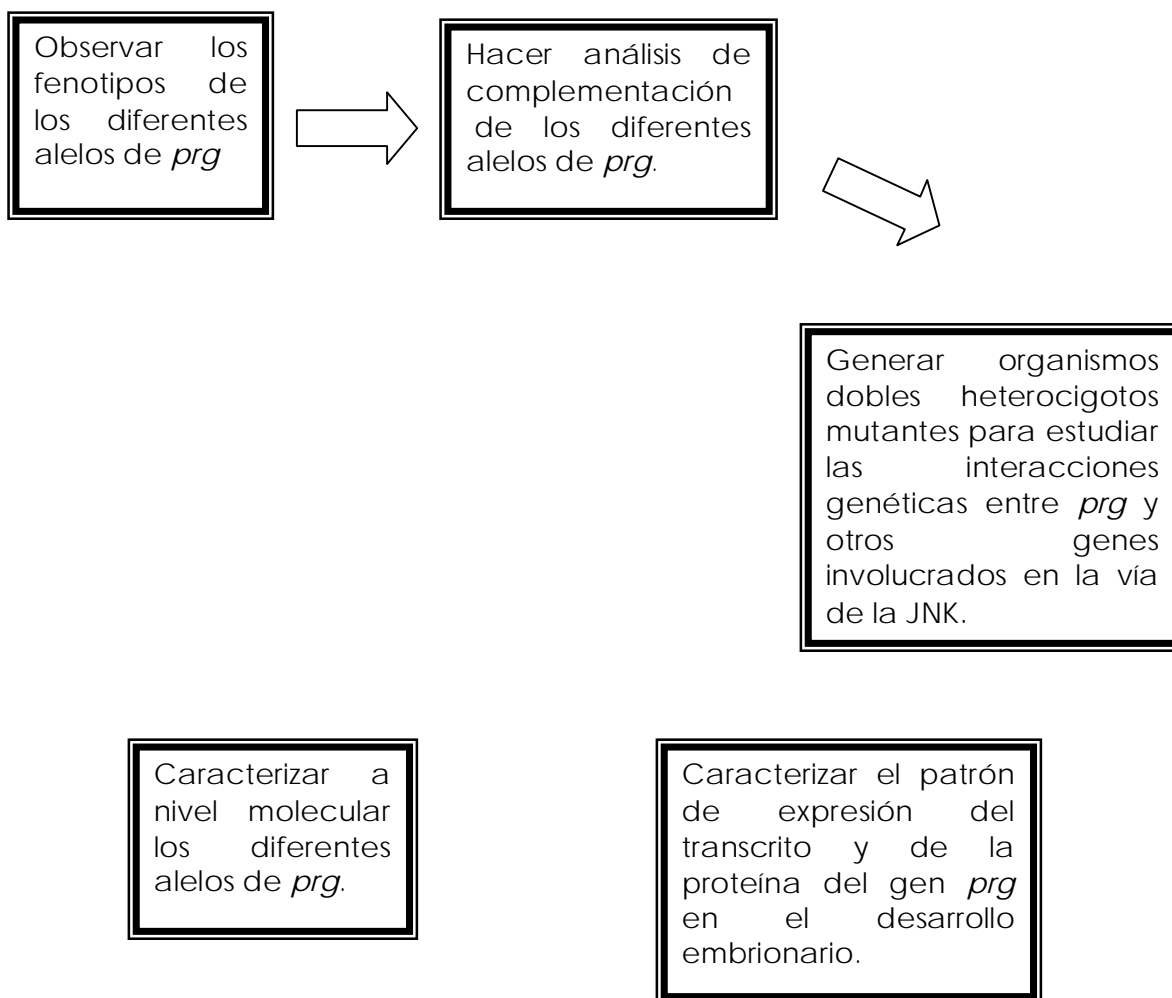 Observar los
fenotipos de
los diferentes
alelos de prg
Hacer análisis de
complementación
de los diferentes
alelos de prg.
Generar organismos
dobles heterocigotos
mutantes para estudiar
las interacciones
genéticas entre prg y
otros genes
involucrados en la vía
de la JNK.
Caracterizar a
nivel molecular
los diferentes
alelos de prg.
Caracterizar el patrón
de expresión del
transcrito y de la
proteína del gen prg
en el desarrollo
embrionario.